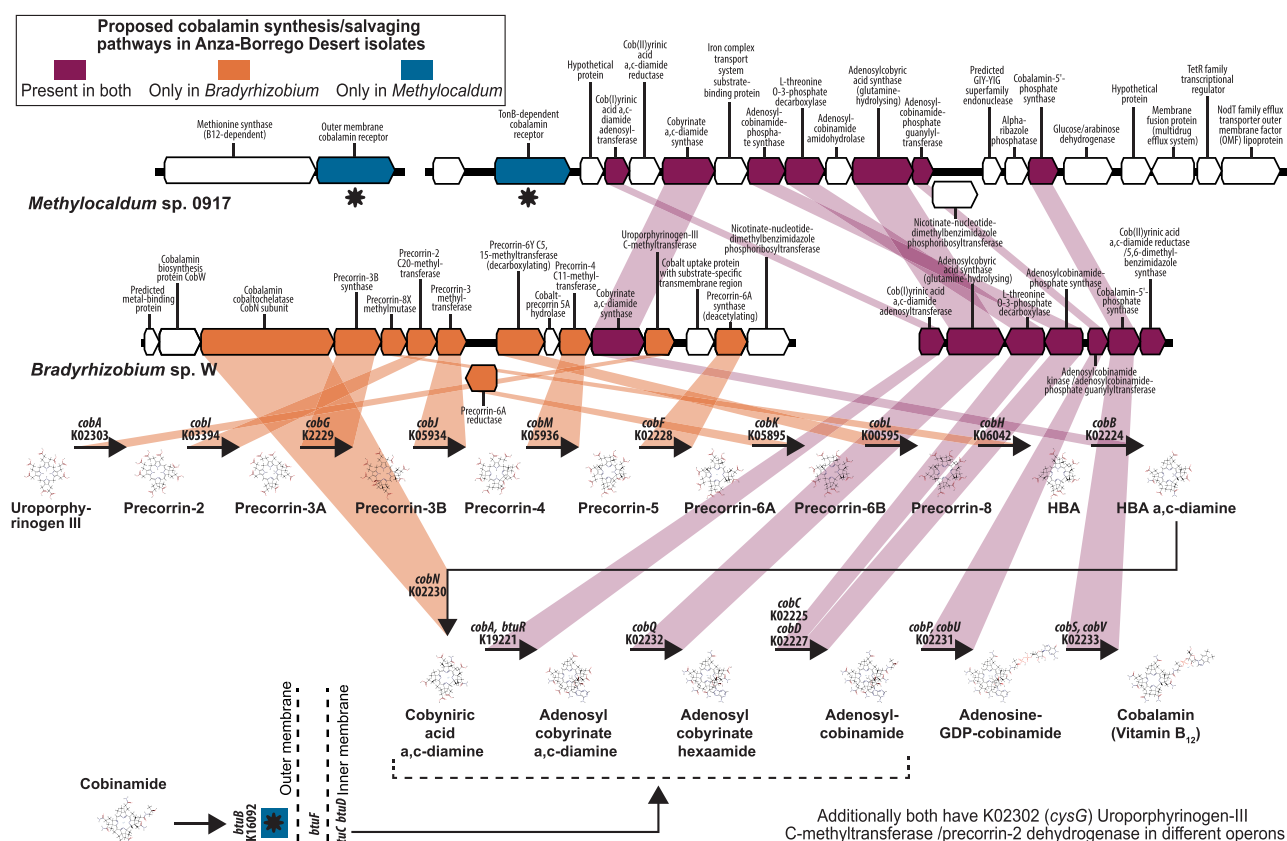 Proposed cobalamin synthesis/salvaging
pathways in Anza-Borrego Desert isolates
Present in both
Only in Bradyrhizobium
Only in Methylocaldum
Methionine synthase
(B12-dependent)
Outer membrane
cobalamin receptor
TonB-dependent
cobalamin
receptor
Hypothetical
protein
Cob(I)yrinic
acid a,c-
diamide
adenosyl-
transferase
Cob(II)yrinic
acid
a,c-diamide
reductase
Cobyrinate
a,c-diamide
synthase
Iron complex
transport
system
substrate-
binding protein
Adenosyl-
cobinamide-
phospha-
te synthase
L-threonine
O-3-phosphate
decarboxylase
Adenosyl-
cobinamide
amidohydrolase
Adenosylcobyric
acid synthase
(glutamine-
hydrolysing)
Adenosyl-
cobinamide-
phosphate
guanylyl-
transferase
Predicted
GIY-YIG
superfamily
endonuclease
Alpha-
ribazole
phosphatase
Cobalamin-5'-
phosphate
synthase
Glucose/arabinose
dehydrogenase
Hypothetical
protein
Membrane
fusion protein
(multidrug
efflux system)
TetR family
transcriptional
regulator
NodT family efflux
transporter outer
membrane factor
(OMF) lipoprotein
Methylocaldum sp. 0917
Nicotinate-nucleotide-
dimethylbenzimidazole
phosphoribosyltransferase
Predicted
metal-binding
protein
Cobalamin
biosynthesis
protein CobW
Cobalamin
cobaltochelatase
CobN subunit
Precorrin-3B
synthase
Precorrin-8X
methylmutase
Precorrin-2
C20-methyl-
transferase
Precorrin-3
methyl-
transferase
Precorrin-6Y C5,
15-methyltransferase
(decarboxylating)
Cobalt-
precorrin 5A
hydrolase
Precorrin-4
C11-methyl-
transferase
Cobyrinate
a,c-diamide
synthase
Uroporphyrinogen-III
C-methyltransferase
Cobalt uptake protein
with substrate-specific
transmembrane region
Precorrin-6A
synthase
(deacetylating)
Nicotinate-nucleotide-
dimethylbenzimidazole
phosphoribosyltransferase
Cob(I)yrinic acid
a,c-diamide
adenosyltransferase
Adenosylcobyric
acid synthase
(glutamine-hydrolysing)
L-threonine
O-3-phosphate
decarboxylase
Adenosylcobinamide-
phosphate synthase
Cobalamin-5'-
phosphate
synthase
Cob(II)yrinic acid
a,c-diamide reductase
/5,6-dimethyl-
benzimidazole
synthase
Bradyrhizobium sp. W
Precorrin-6A
reductase
Adenosylcobinamide
kinase /adenosylcobinamide-
phosphate guanylyltransferase
cobA
K02303
cobI
K03394
cobG
K2229
cobJ
K05934
cobM
K05936
cobF
K02228
cobK
K05895
cobL
K00595
cobH
K06042
cobB
K02224
Uroporphy-
rinogen III
Precorrin-2
Precorrin-3A
Precorrin-3B
Precorrin-4
Precorrin-5
Precorrin-6A
Precorrin-6B
Precorrin-8
HBA
HBA a,c-diamine
cobN
K02230
cobA, btuR
K19221
cobQ
K02232
cobC
K02225
cobD
K02227
cobP, cobU
K02231
cobS, cobV
K02233
Cobyniric
acid
a,c-diamine
Adenosyl
cobyrinate
a,c-diamine
Adenosyl
cobyrinate
hexaamide
Adenosyl-
cobinamide
Adenosine-
GDP-cobinamide
Cobalamin
(Vitamin B12)
Cobinamide
btuB
K16092
Outer membrane
btuF
Inner membrane
btuD
Additionally both have K02302 (cysG) Uroporphyrinogen-III
C-methyltransferase /precorrin-2 dehydrogenase in different operons